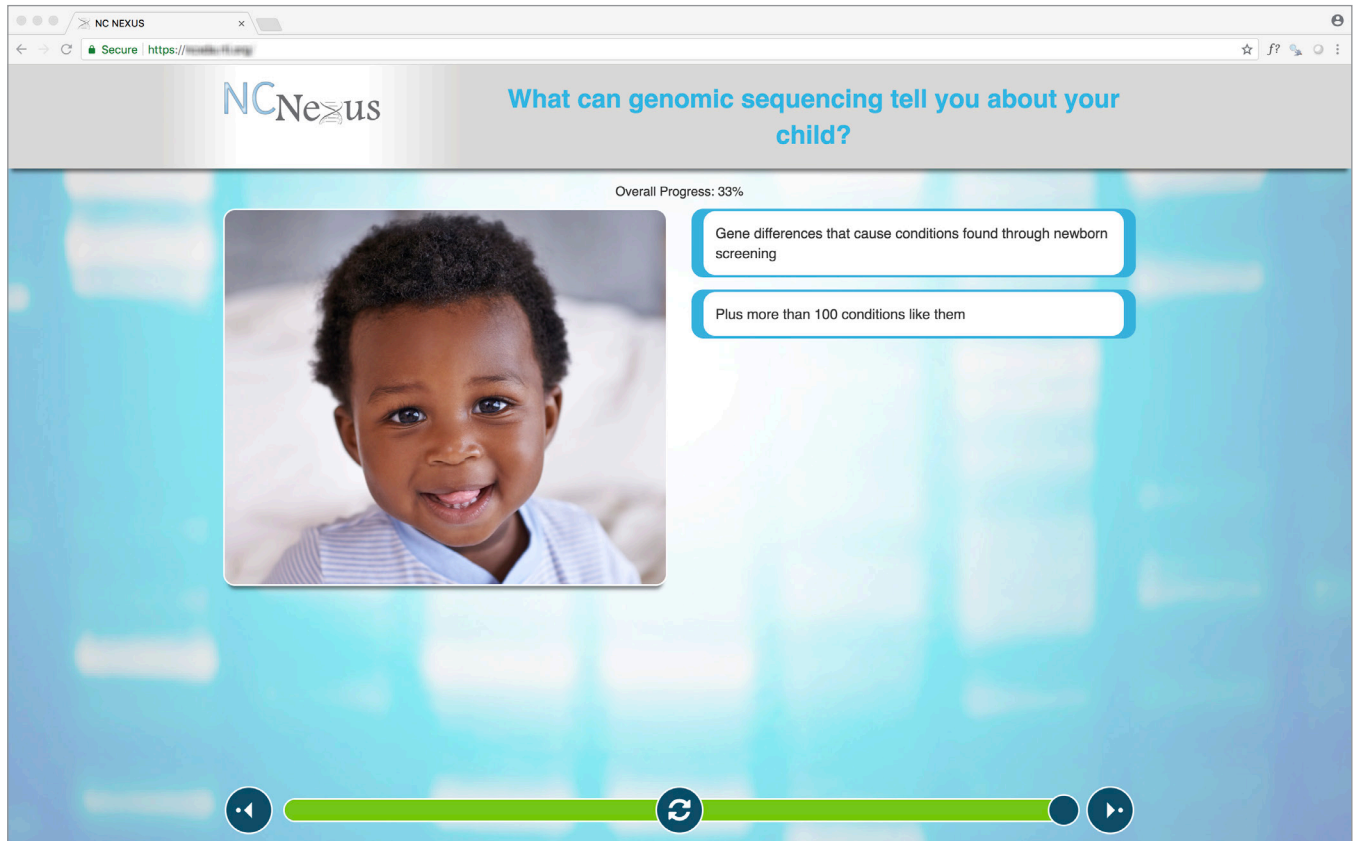 NC NEXUS
Secure
https://
NCNexus
What can genomic sequencing tell you about your
child?
Overall Progress: 33%
Gene differences that cause conditions found through newborn
screening
Plus more than 100 conditions like them
f?